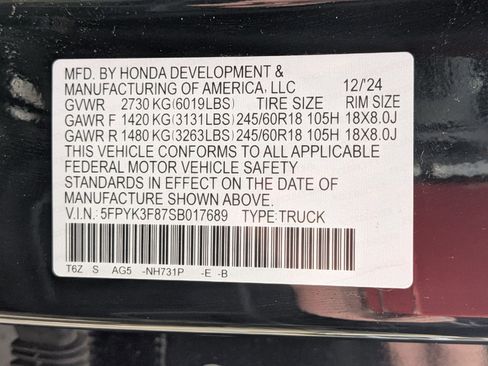 MFD. BY HONDA DEVELOPMENT &
MANUFACTURING OF AMERICA, LLC 12/'24
GVWR 2730 KG(6019LBS) TIRE SIZE RIM SIZE
GAWR F 1420 KG(3131LBS) 245/60R18 105H 18X8.0J
GAWR R 1480 KG(3263LBS) 245/60R18 105H 18X8.0J
THIS VEHICLE CONFORMS TO ALL APPLICABLE
FEDERAL MOTOR VEHICLE SAFETY
STANDARDS IN EFFECT ON THE DATE OF
MANUFACTURE SHOWN ABOVE.
V.I.N.: 5FPYK3F87SB017689 TYPE:TRUCK
T6Z S AG5 -NH731P -E -B